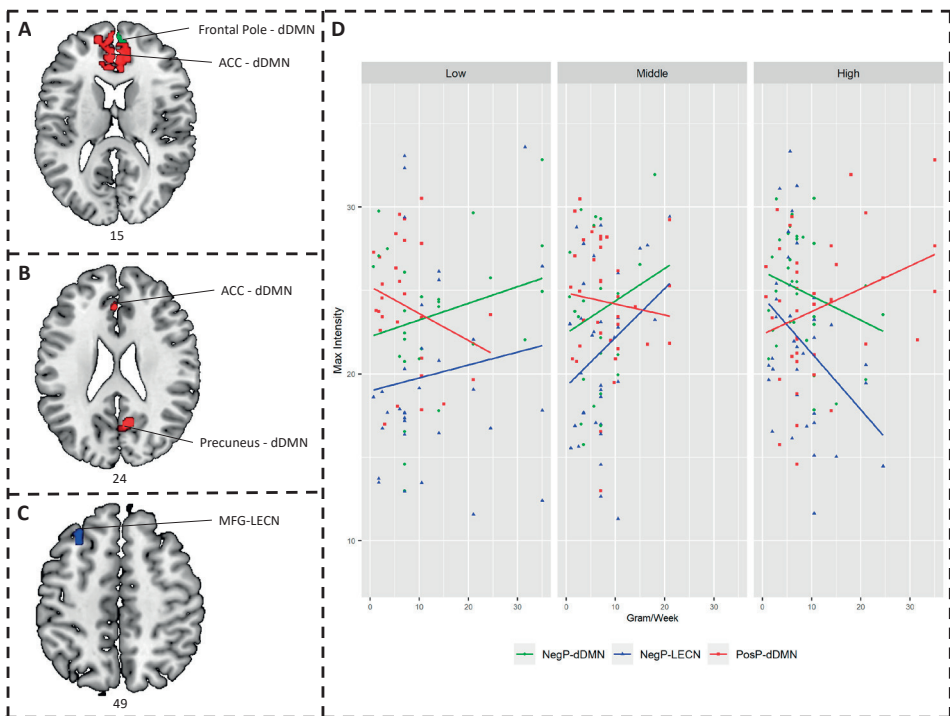 A
Frontal Pole - dDMN
ACC - dDMN
15
B
ACC - dDMN
Precuneus - dDMN
24
C
MFG-LECN
49
D
Low
Middle
High
Max Intensity
30
20
10
0 10 20 30 0 10 20 30 0 10 20 30
Gram/Week
NegP-dDMN NegP-LECN PosP-dDMN